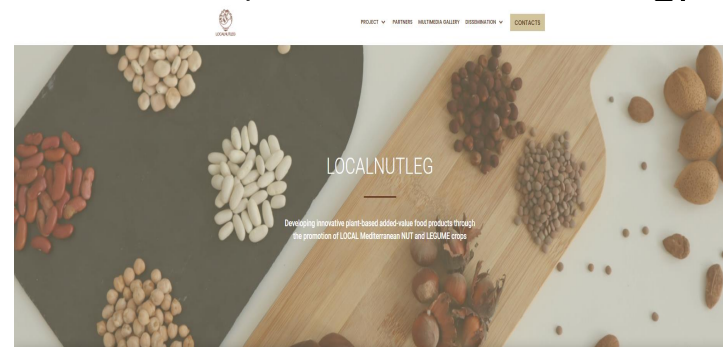 LOCALNUTLEG
PROJECT PARTNERS MULTIMEDIA GALLERY DISSEMINATION CONTACTS
LOCALNUTLEG
Developing innovative plant-based added-value food products through
the promotion of LOCAL Mediterranean NUT and LEGUME crops